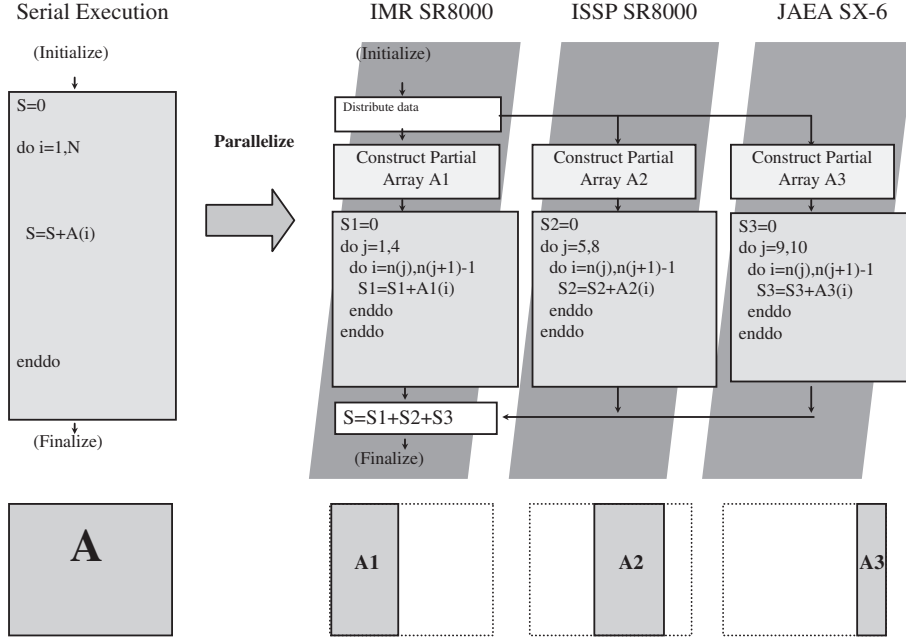 Serial Execution
IMR SR8000
ISSP SR8000
JAEA SX-6
(Initialize)
S=0
do i=1,N
S=S+A(i)
enddo
(Finalize)
Parallelize
(Initialize)
Distribute data
Construct Partial
Array A1
S1=0
do j=1,4
do i=n(j),n(j+1)-1
S1=S1+A1(i)
enddo
enddo
Construct Partial
Array A2
S2=0
do j=5,8
do i=n(j),n(j+1)-1
S2=S2+A2(i)
enddo
enddo
Construct Partial
Array A3
S3=0
do j=9,10
do i=n(j),n(j+1)-1
S3=S3+A3(i)
enddo
enddo
S=S1+S2+S3
(Finalize)
A
A1
A2
A3